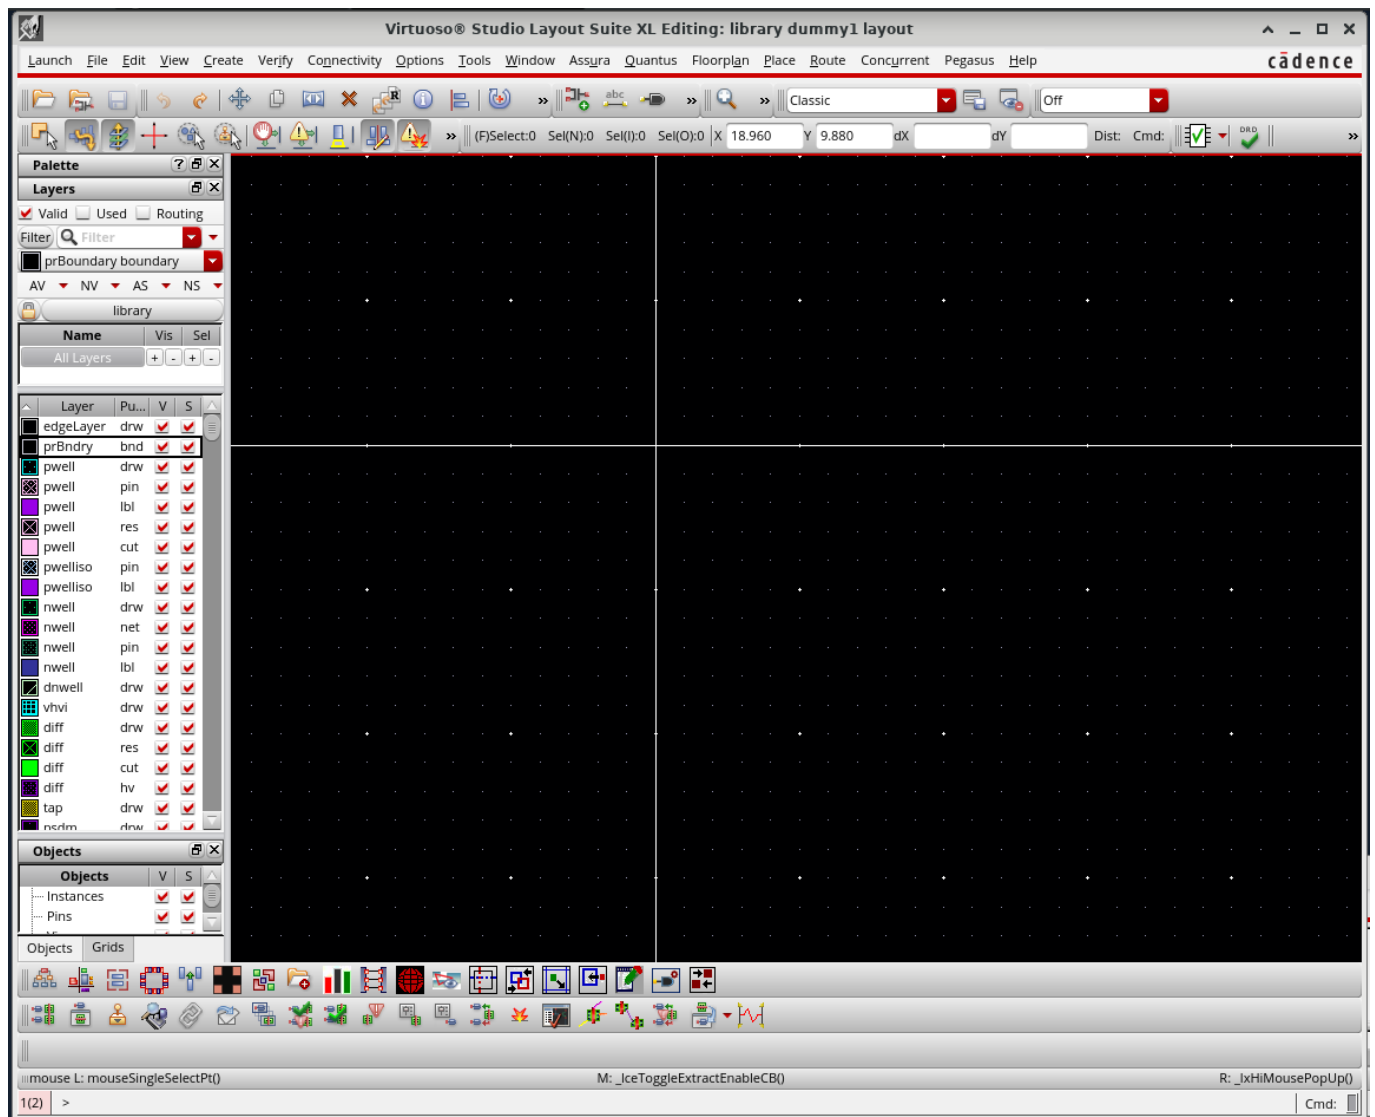 Virtuoso® Studio Layout Suite XL Editing: library dummy1 layout
Launch File Edit View Create Verify Connectivity Options Tools Window Assura Quantus Floorplan Place Route Concurrent Pegasus Help cādence
R » abc » » Classic Off
» (F)Select:0 Sel(N):0 Sel(I):0 Sel(O):0 X 18.960 Y 9.880 dX dY Dist: Cmd: DRD »
Palette ?
Layers
Valid Used Routing
Filter Filter
prBoundary boundary
AV NV AS NS
library
Name Vis Sel
All Layers + - + -
Layer Pu... V S
edgeLayer drw
prBndry bnd
pwell drw
pwell pin
pwell lbl
pwell res
pwell cut
pwelliso pin
pwelliso lbl
nwell drw
nwell net
nwell pin
nwell lbl
dnwell drw
vhvi drw
diff drw
diff res
diff cut
diff hv
tap drw
psdm drw
Objects
Objects V S
Instances
Pins
Objects Grids
mouse L: mouseSingleSelectPt() M: _IceToggleExtractEnableCB() R: _lxHiMousePopUp()
1(2) > Cmd: